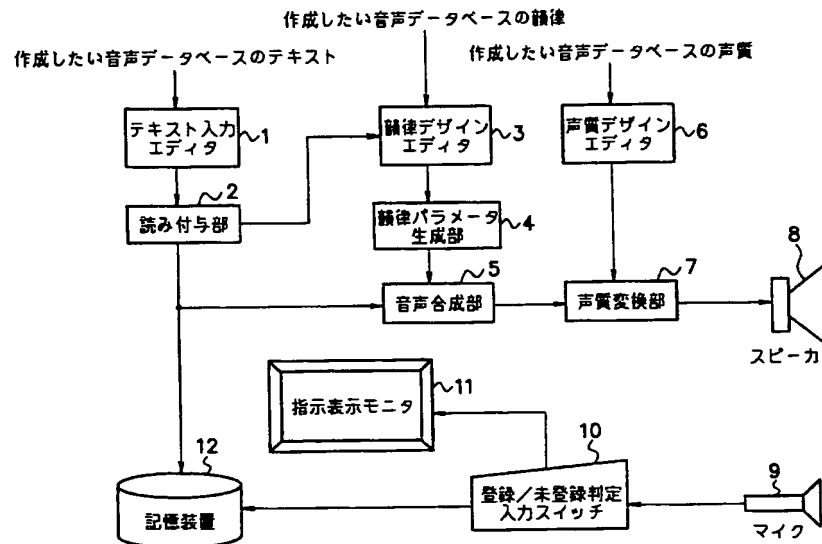 作成したい音声データベースの韻律
作成したい音声データベースのテキスト
作成したい音声データベースの声質
テキスト入力
エディタ
1
韻律デザイン
エディタ
3
声質デザイン
エディタ
6
2
読み付与部
韻律パラメータ
生成部
4
5
音声合成部
7
声質変換部
8
スピーカ
11
指示表示モニタ
10
登録/未登録判定
入力スイッチ
9
マイク
12
記憶装置